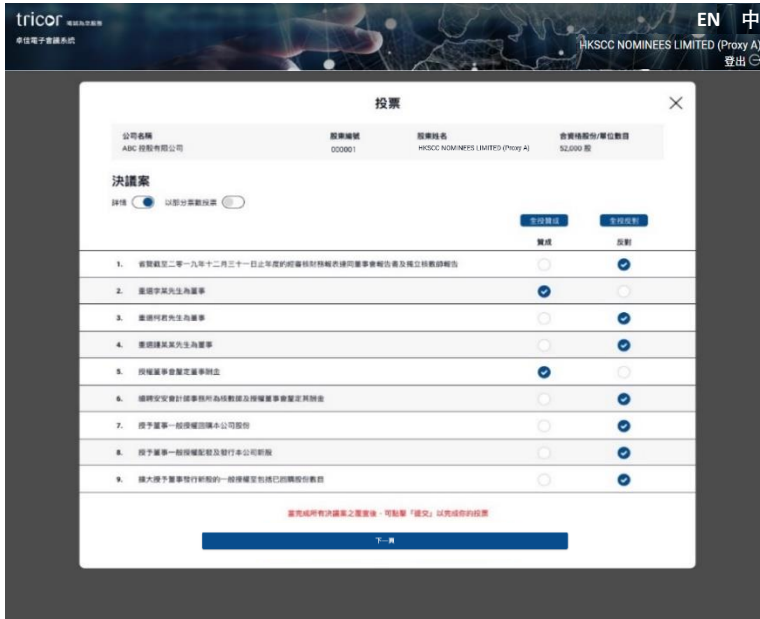 tricor 電諾為您服務
卓佳電子會議系統
EN 中
HKSCC NOMINEES LIMITED (Proxy A)
登出
投票
公司名稱 股東編號 股東姓名 合資格股份/單位數目
ABC 控股有限公司 000001 HKSCC NOMINEES LIMITED (Proxy A) 52,000 股
決議案
詳情 以部分票數投票
全投贊成 全投反對
贊成 反對
1. 省覽截至二零一九年十二月三十一日止年度的經審核財務報表連同董事會報告書及獨立核數師報告
2. 重選李某先生為董事
3. 重選何君先生為董事
4. 重選鍾某某先生為董事
5. 授權董事會釐定董事酬金
6. 續聘安安會計師事務所為核數師及授權董事會釐定其酬金
7. 授予董事一般授權回購本公司股份
8. 授予董事一般授權配發及發行本公司新股
9. 擴大授予董事發行新股的一般授權至包括已回購股份數目
當完成所有決議案之覆查後，可點擊「提交」以完成你的投票
下一頁